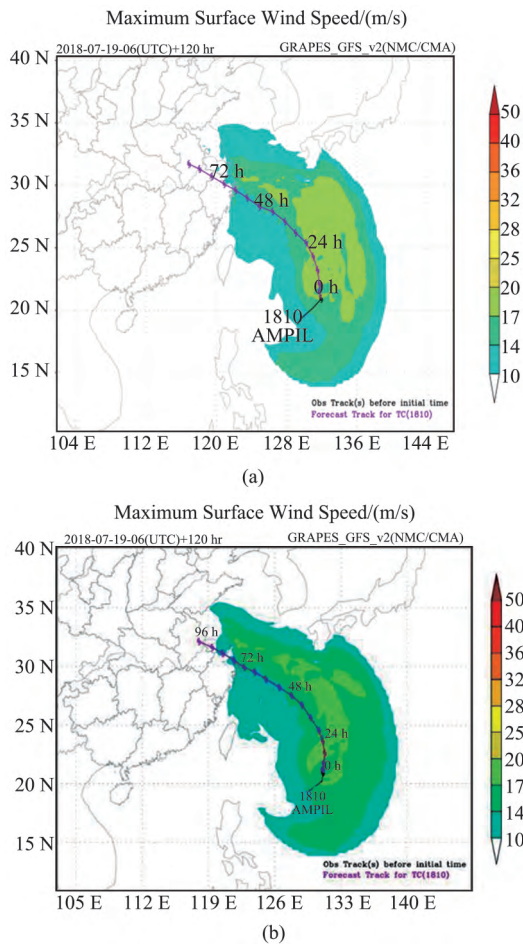 Maximum Surface Wind Speed/(m/s)
2018-07-19-06(UTC)+120 hr GRAPES_GFS_v2(NMC/CMA)
40 N
35 N
30 N
25 N
20 N
15 N
72 h
48 h
24 h
0 h
1810
AMPIL
Obs Track(s) before initial time
Forecast Track for TC(1810)
104 E 112 E 120 E 128 E 136 E 144 E
50
40
36
32
28
25
20
17
14
10
(a)
Maximum Surface Wind Speed/(m/s)
2018-07-19-06(UTC)+120 hr GRAPES_GFS_v2(NMC/CMA)
40 N
35 N
30 N
25 N
20 N
15 N
96 h
72 h
48 h
24 h
0 h
1810
AMPIL
Obs Track(s) before initial time
Forecast Track for TC(1810)
105 E 112 E 119 E 126 E 133 E 140 E
50
40
36
32
28
25
20
17
14
10
(b)